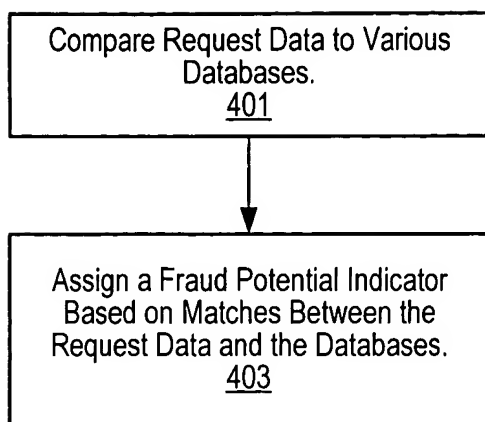 Compare Request Data to Various
Databases.
401
Assign a Fraud Potential Indicator
Based on Matches Between the
Request Data and the Databases.
403